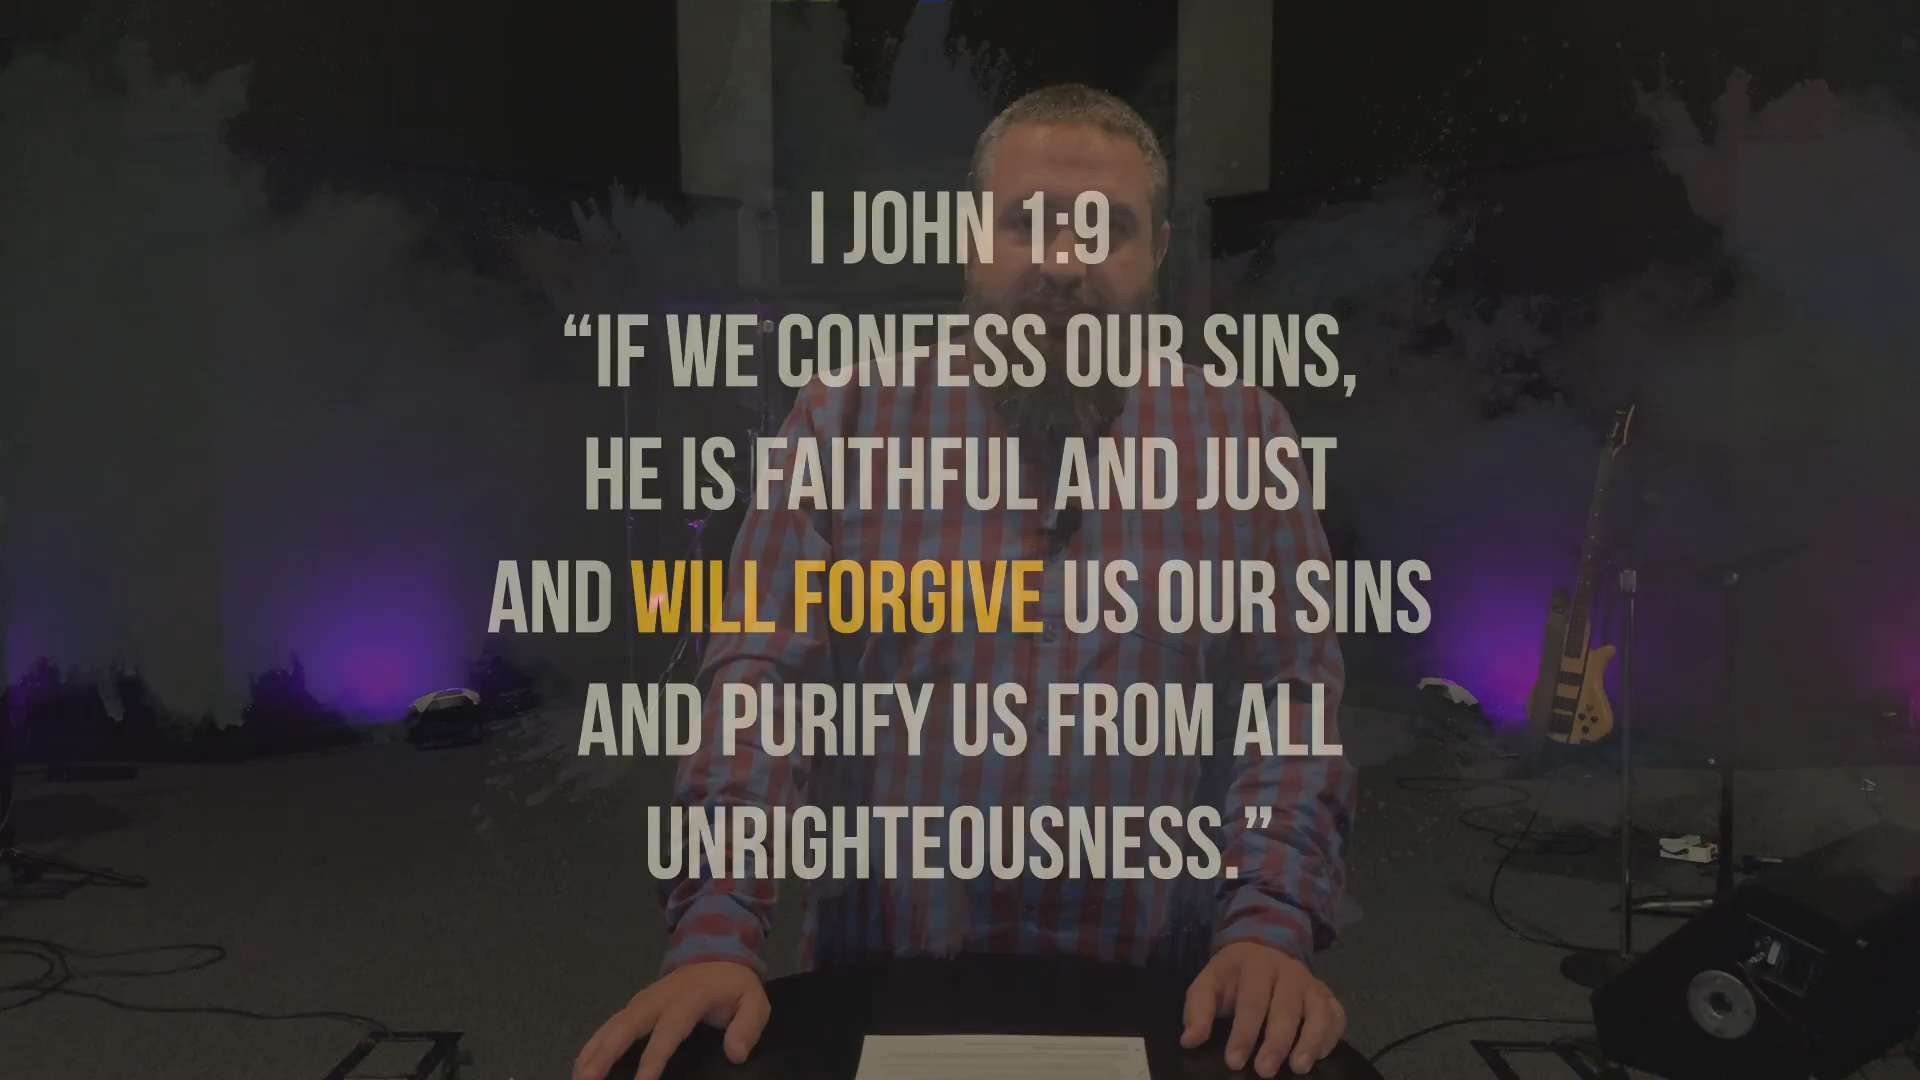 I JOHN 1:9
“IF WE CONFESS OUR SINS,
HE IS FAITHFUL AND JUST
AND WILL FORGIVE US OUR SINS
AND PURIFY US FROM ALL
UNRIGHTEOUSNESS.”